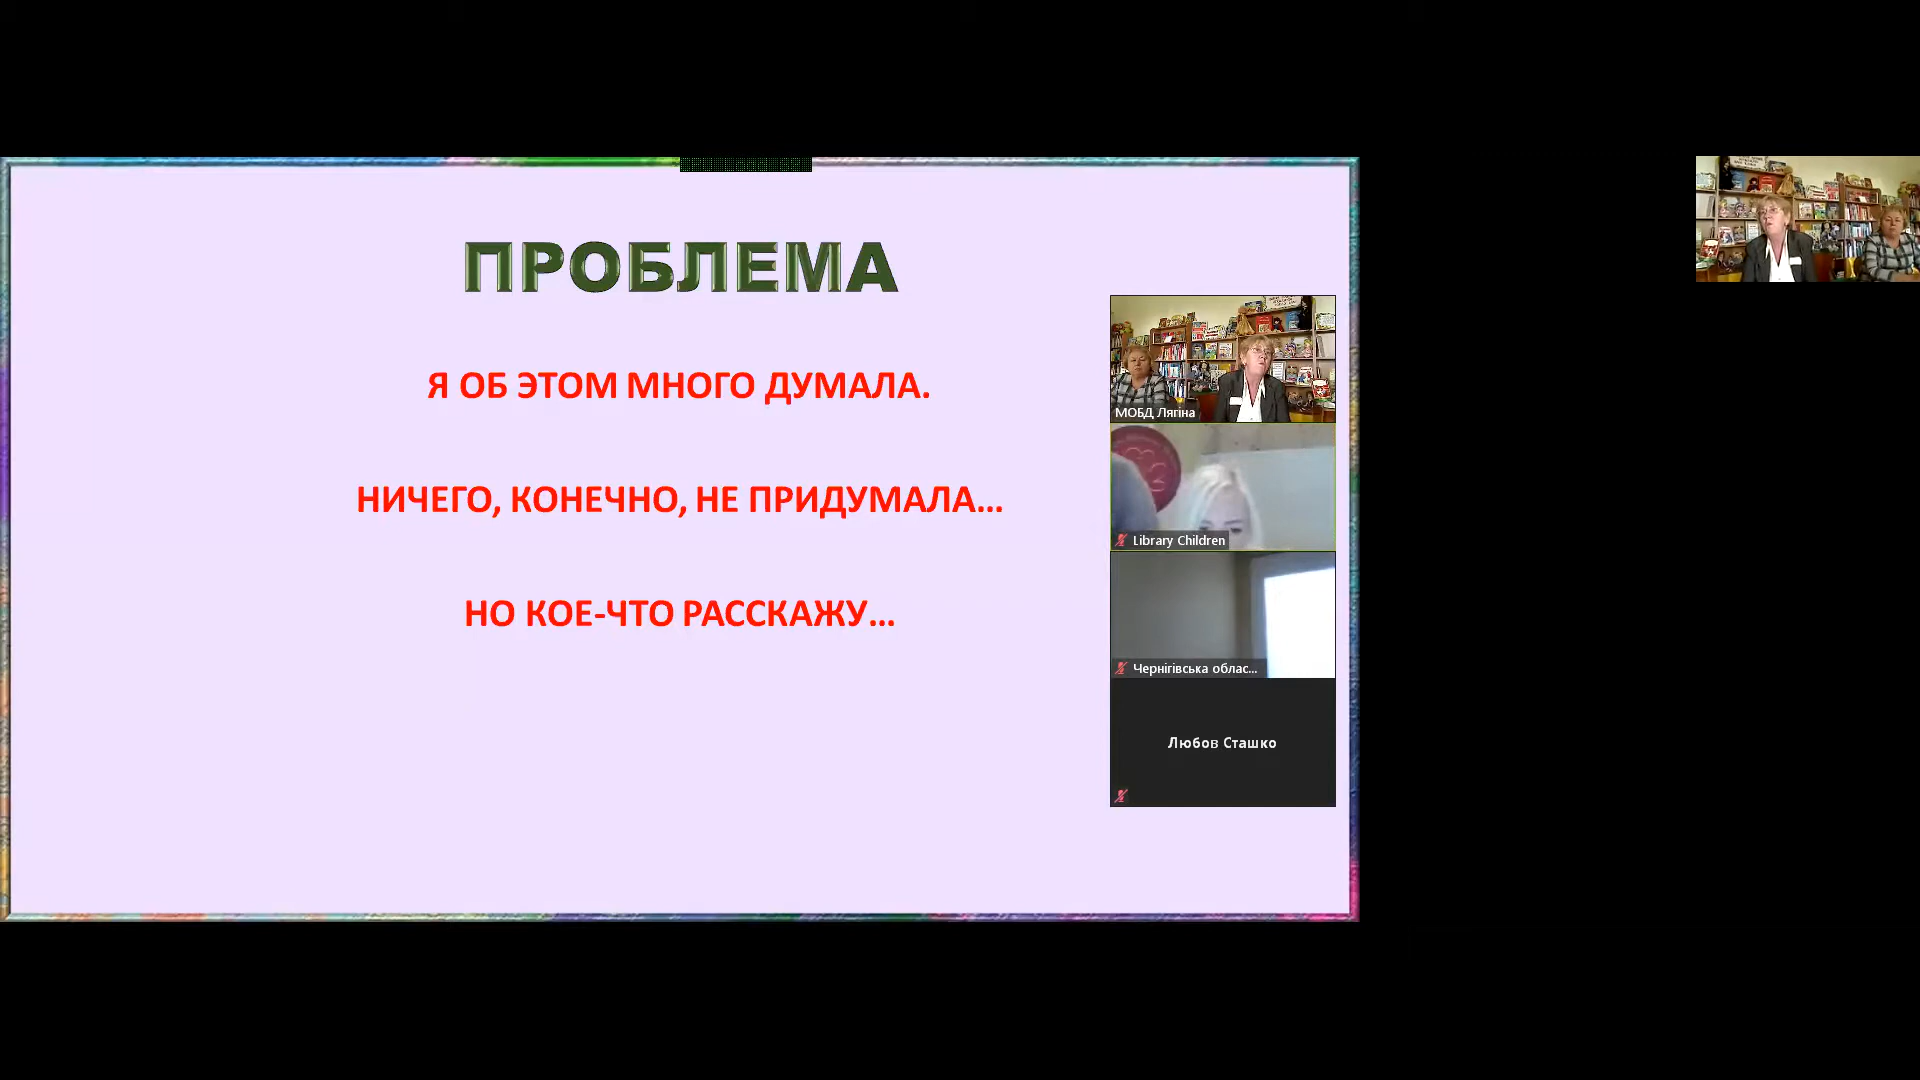 ПРОБЛЕМА
Я ОБ ЭТОМ МНОГО ДУМАЛА.
НИЧЕГО, КОНЕЧНО, НЕ ПРИДУМАЛА...
НО КОЕ-ЧТО РАССКАЖУ...
МОБД Лягіна
Library Children
Чернігівська облас...
Любов Сташко